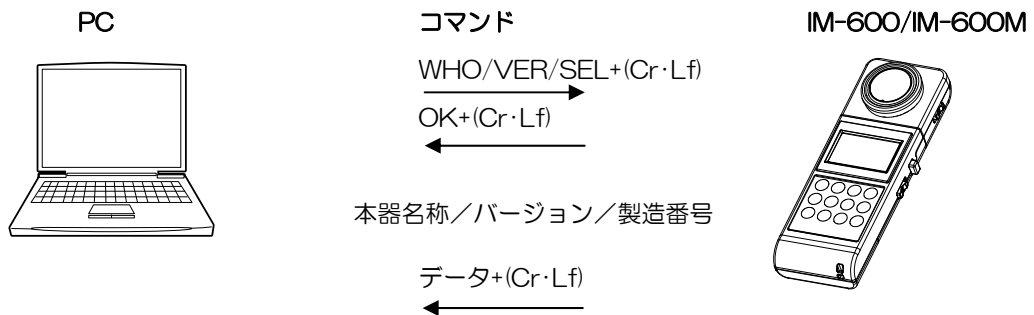 PC コマンド IM-600/IM-600M
WHO/VER/SEL+(Cr·Lf)
OK+(Cr·Lf)
本器名称／バージョン／製造番号
データ+(Cr·Lf)